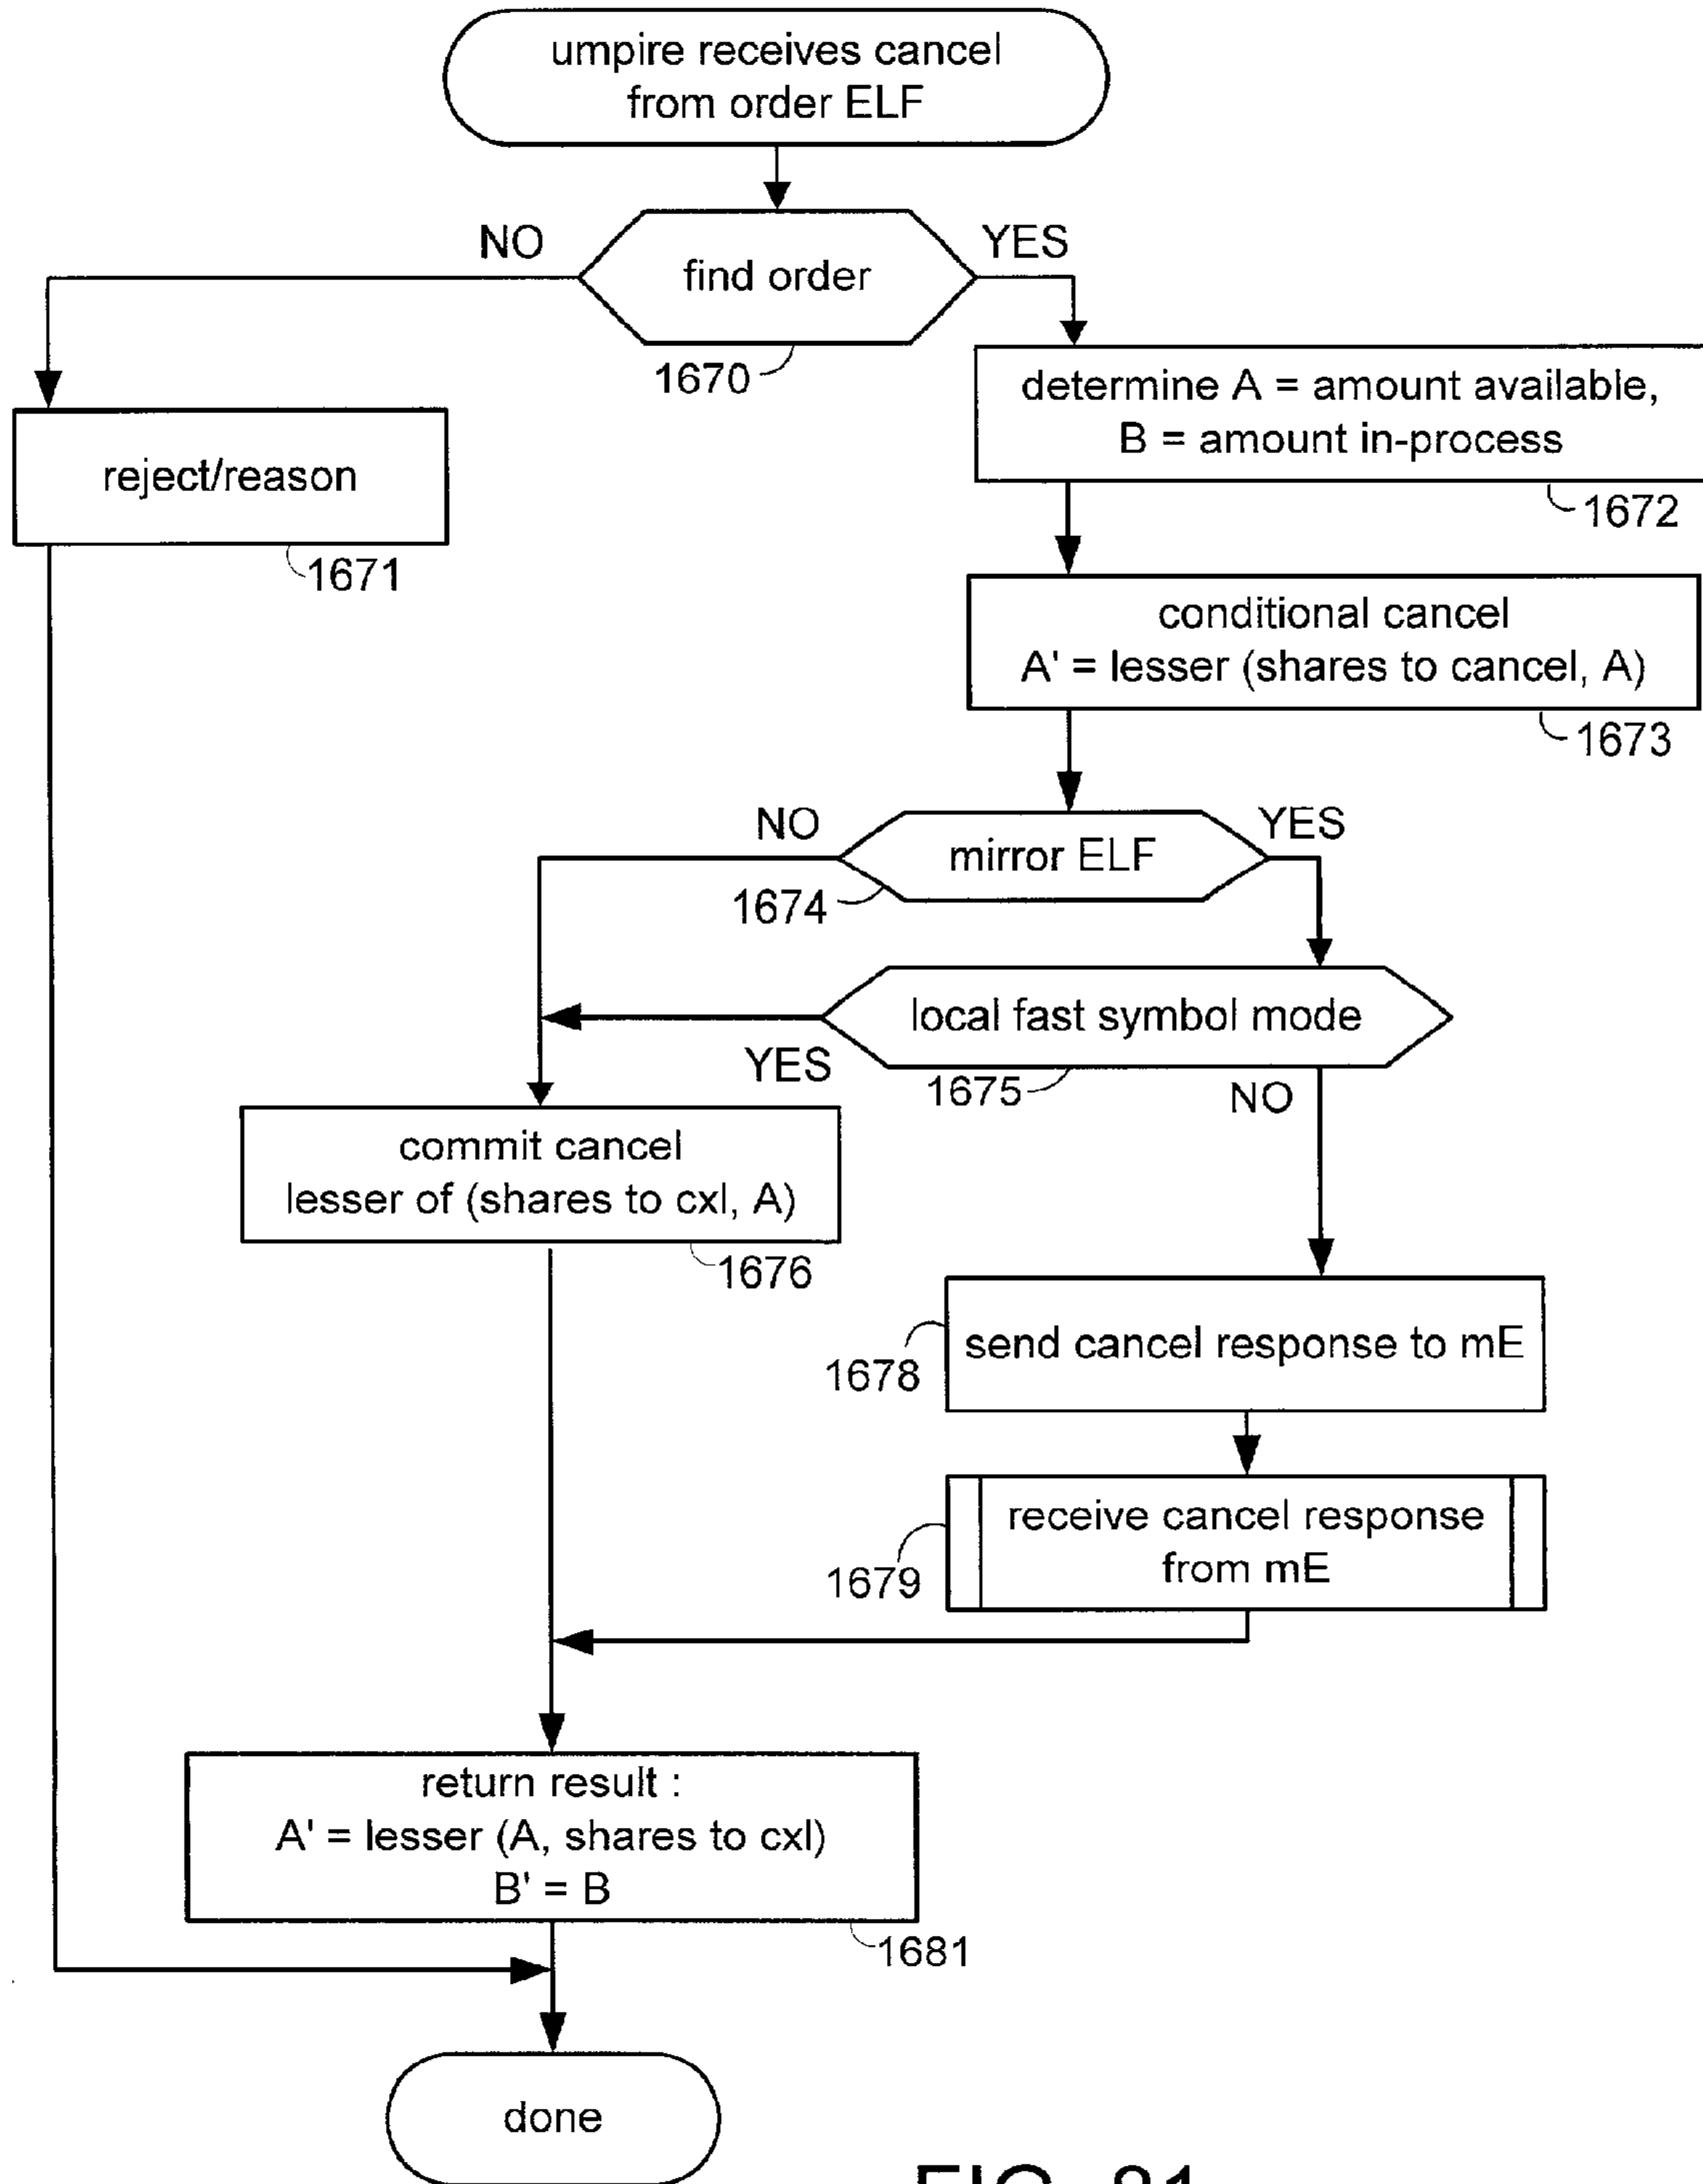 umpire receives cancel
from order ELF
NO
YES
find order
1670
determine A = amount available,
B = amount in-process
1672
reject/reason
1671
conditional cancel
A' = lesser (shares to cancel, A)
1673
NO
YES
mirror ELF
1674
local fast symbol mode
YES
1675
NO
commit cancel
lesser of (shares to cxl, A)
1676
send cancel response to mE
1678
receive cancel response
from mE
1679
return result :
A' = lesser (A, shares to cxl)
B' = B
1681
done
FIG. 81